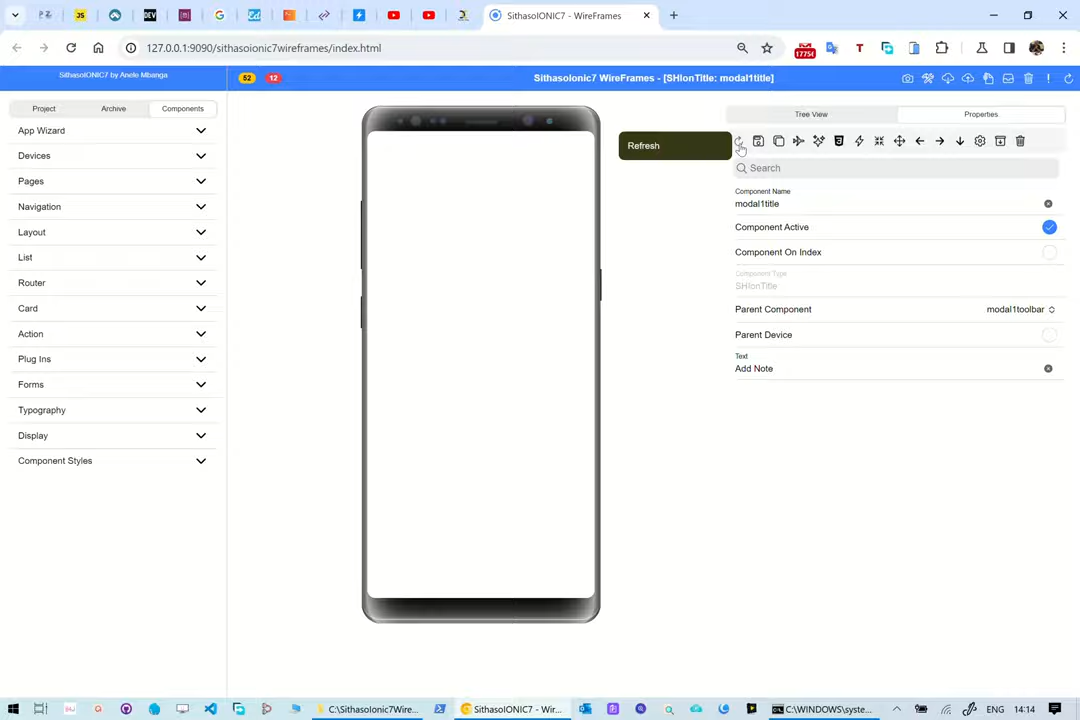 SithasoIONIC7 - WireFrames
127.0.0.1:9090/sithasoionic7wireframes/index.html
SithasoIONIC7 by Anele Mbanga
52
12
SithasoIonic7 WireFrames - [SHIonTitle: modal1title]
Project
Archive
Components
Tree View
Properties
App Wizard
Devices
Pages
Navigation
Layout
List
Router
Card
Action
Plug Ins
Forms
Typography
Display
Component Styles
Refresh
Search
Component Name
modal1title
Component Active
Component On Index
Component Type
SHIonTitle
Parent Component
modal1toolbar
Parent Device
Text
Add Note
C:\SithasoIonic7Wire...
SithasoIONIC7 - Wir...
C:\WINDOWS\syste...
ENG
14:14